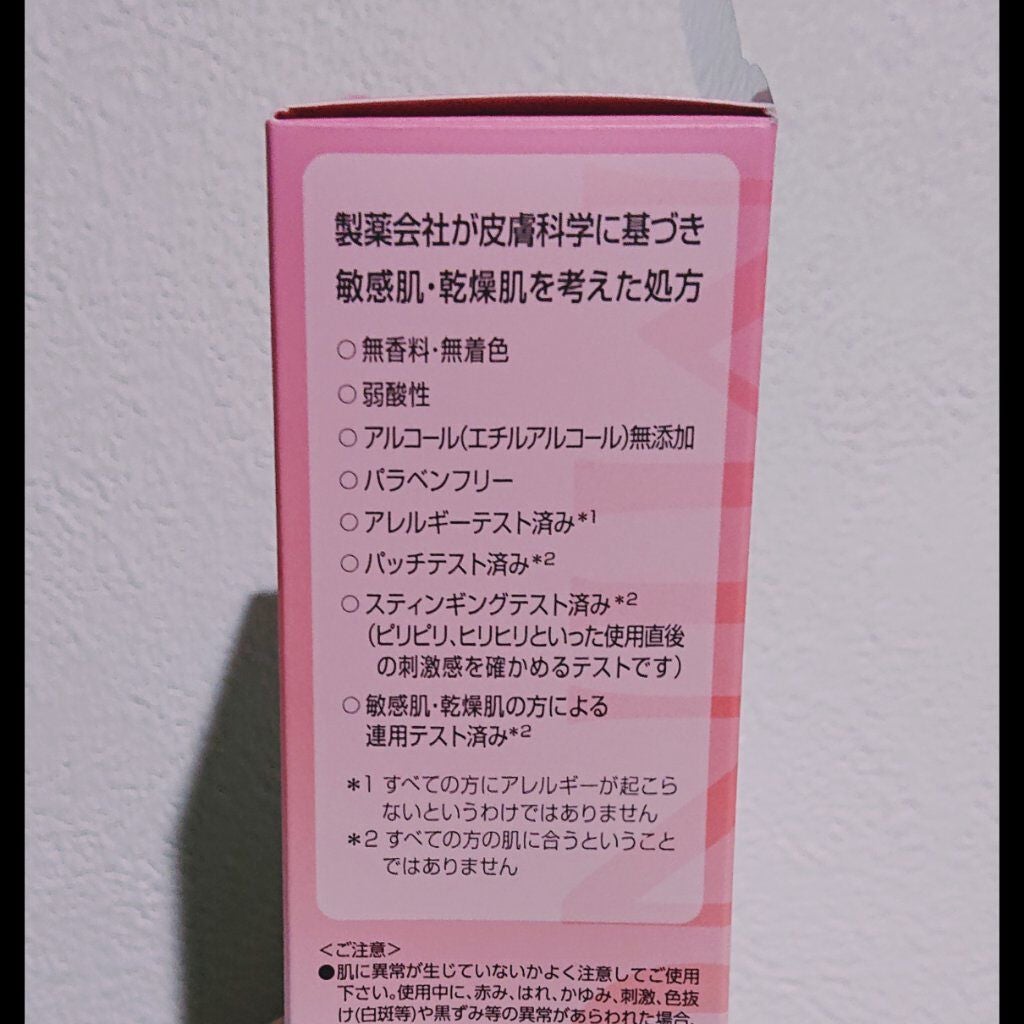 製薬会社が皮膚科学に基づき
敏感肌・乾燥肌を考えた処方
○ 無香料・無着色
○ 弱酸性
○ アルコール(エチルアルコール)無添加
○ パラベンフリー
○ アレルギーテスト済み*1
○ パッチテスト済み*2
○ スティンギングテスト済み*2
（ピリピリ、ヒリヒリといった使用直後
の刺激感を確かめるテストです）
○ 敏感肌・乾燥肌の方による
連用テスト済み*2
*1 すべての方にアレルギーが起こら
ないというわけではありません
*2 すべての方の肌に合うということ
ではありません
＜ご注意＞
●肌に異常が生じていないかよく注意してご使用
下さい。使用中に、赤み、はれ、かゆみ、刺激、色抜
け(白斑等)や黒ずみ等の異常があらわれた場合、